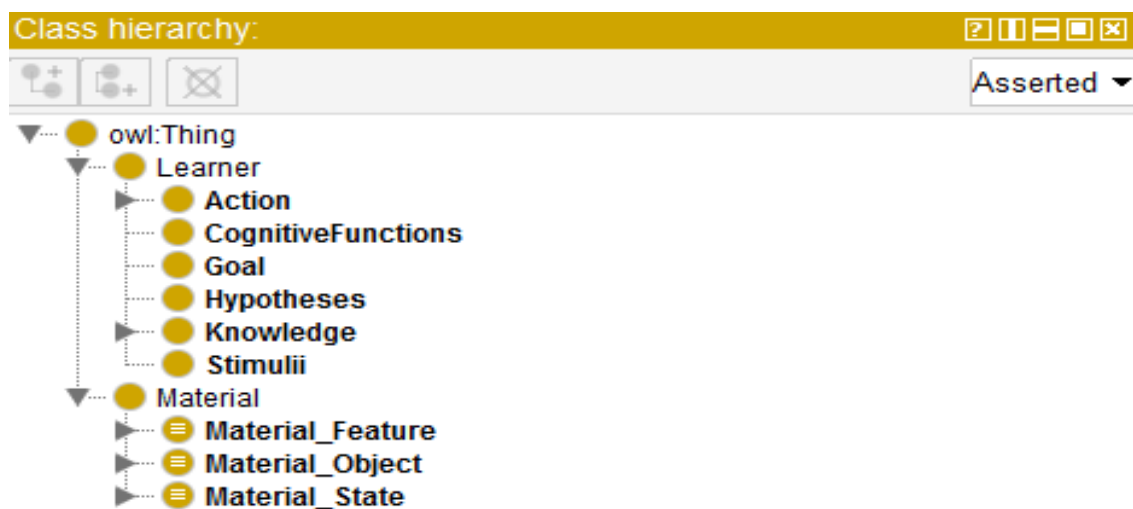 Class hierarchy:
Asserted
owl:Thing
Learner
Action
CognitiveFunctions
Goal
Hypotheses
Knowledge
Stimulii
Material
Material_Feature
Material_Object
Material_State